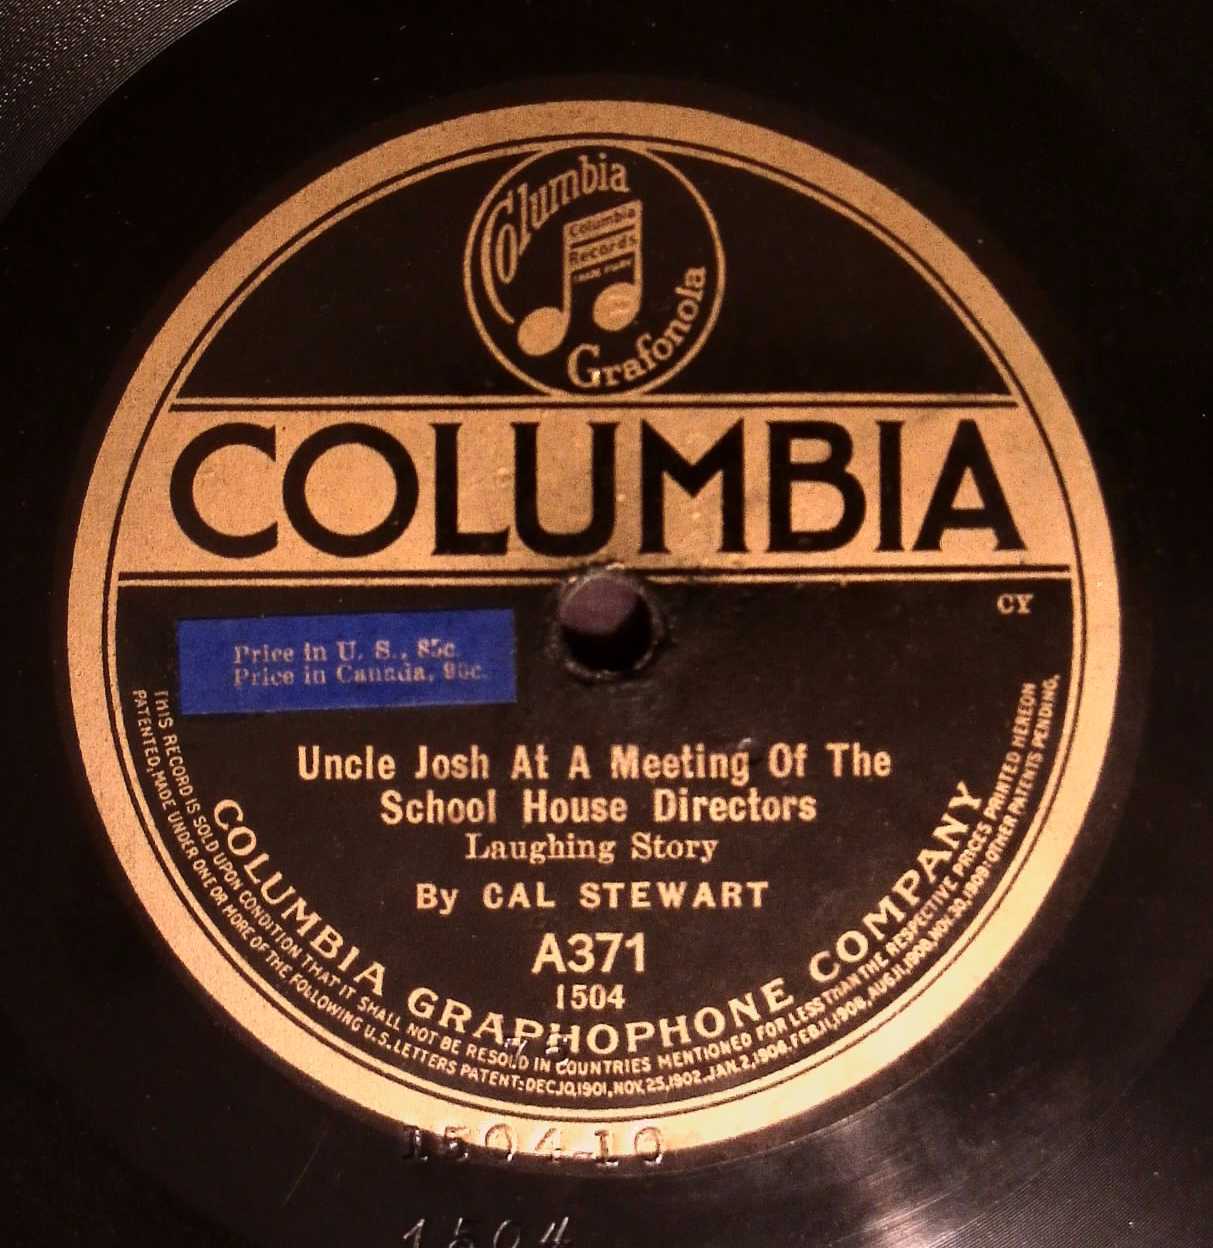 Columbia
Columbia
Records
TRADE MARK
Grafonola
COLUMBIA
CY
Price in U. S., 85c.
Price in Canada,
Uncle Josh At A Meeting Of The
School House Directors
Laughing Story
By CAL STEWART
A371
1504
COLUMBIA GRAPHOPHONE COMPANY
THIS RECORD IS SOLD UPON CONDITION THAT IT SHALL NOT BE RESOLD IN COUNTRIES MENTIONED FOR LESS THAN THE RESPECTIVE PRICES PRINTED HEREON
PATENTED, MADE UNDER ONE OR MORE OF THE FOLLOWING U.S. LETTERS PATENT: DEC.10,1901, NOV.25,1902. JAN.2,1906, FEB.11,1908, AUG.11,1908, NOV.30,1909: OTHER PATENTS PENDING.
1504-10
1504